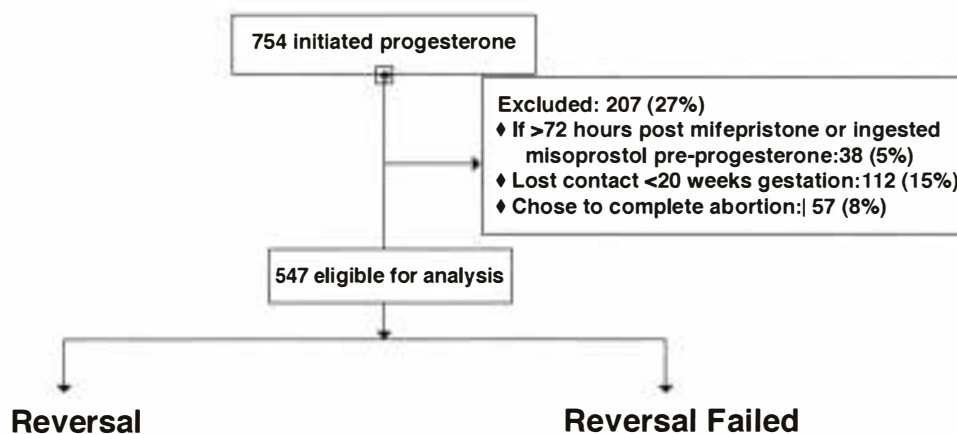 754 initiated progesterone
Excluded: 207 (27%)
♦ If >72 hours post mifepristone or ingested
misoprostol pre-progesterone:38 (5%)
♦ Lost contact <20 weeks gestation:112 (15%)
♦ Chose to complete abortion:| 57 (8%)
547 eligible for analysis
Reversal
Reversal Failed